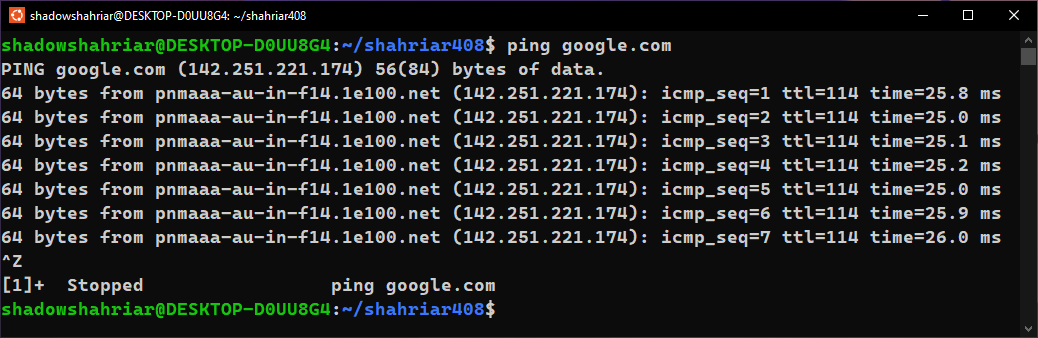 shadowshahriar@DESKTOP-D0UU8G4: ~/shahriar408
shadowshahriar@DESKTOP-D0UU8G4:~/shahriar408$ ping google.com
PING google.com (142.251.221.174) 56(84) bytes of data.
64 bytes from pnmaaa-au-in-f14.1e100.net (142.251.221.174): icmp_seq=1 ttl=114 time=25.8 ms
64 bytes from pnmaaa-au-in-f14.1e100.net (142.251.221.174): icmp_seq=2 ttl=114 time=25.0 ms
64 bytes from pnmaaa-au-in-f14.1e100.net (142.251.221.174): icmp_seq=3 ttl=114 time=25.1 ms
64 bytes from pnmaaa-au-in-f14.1e100.net (142.251.221.174): icmp_seq=4 ttl=114 time=25.2 ms
64 bytes from pnmaaa-au-in-f14.1e100.net (142.251.221.174): icmp_seq=5 ttl=114 time=25.0 ms
64 bytes from pnmaaa-au-in-f14.1e100.net (142.251.221.174): icmp_seq=6 ttl=114 time=25.9 ms
64 bytes from pnmaaa-au-in-f14.1e100.net (142.251.221.174): icmp_seq=7 ttl=114 time=26.0 ms
^Z
[1]+  Stopped                 ping google.com
shadowshahriar@DESKTOP-D0UU8G4:~/shahriar408$